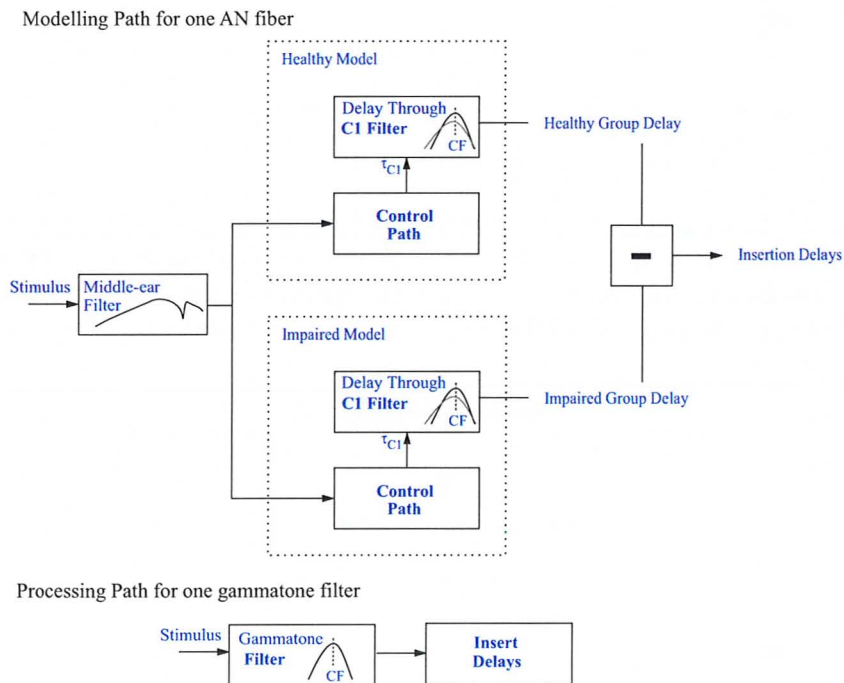 Modelling Path for one AN fiber
Healthy Model
Delay Through
C1 Filter
CF
τC1
Control
Path
Healthy Group Delay
Insertion Delays
Stimulus
Middle-ear
Filter
Impaired Model
Delay Through
C1 Filter
CF
τC1
Control
Path
Impaired Group Delay
Processing Path for one gammatone filter
Stimulus
Gammatone
Filter
CF
Insert
Delays